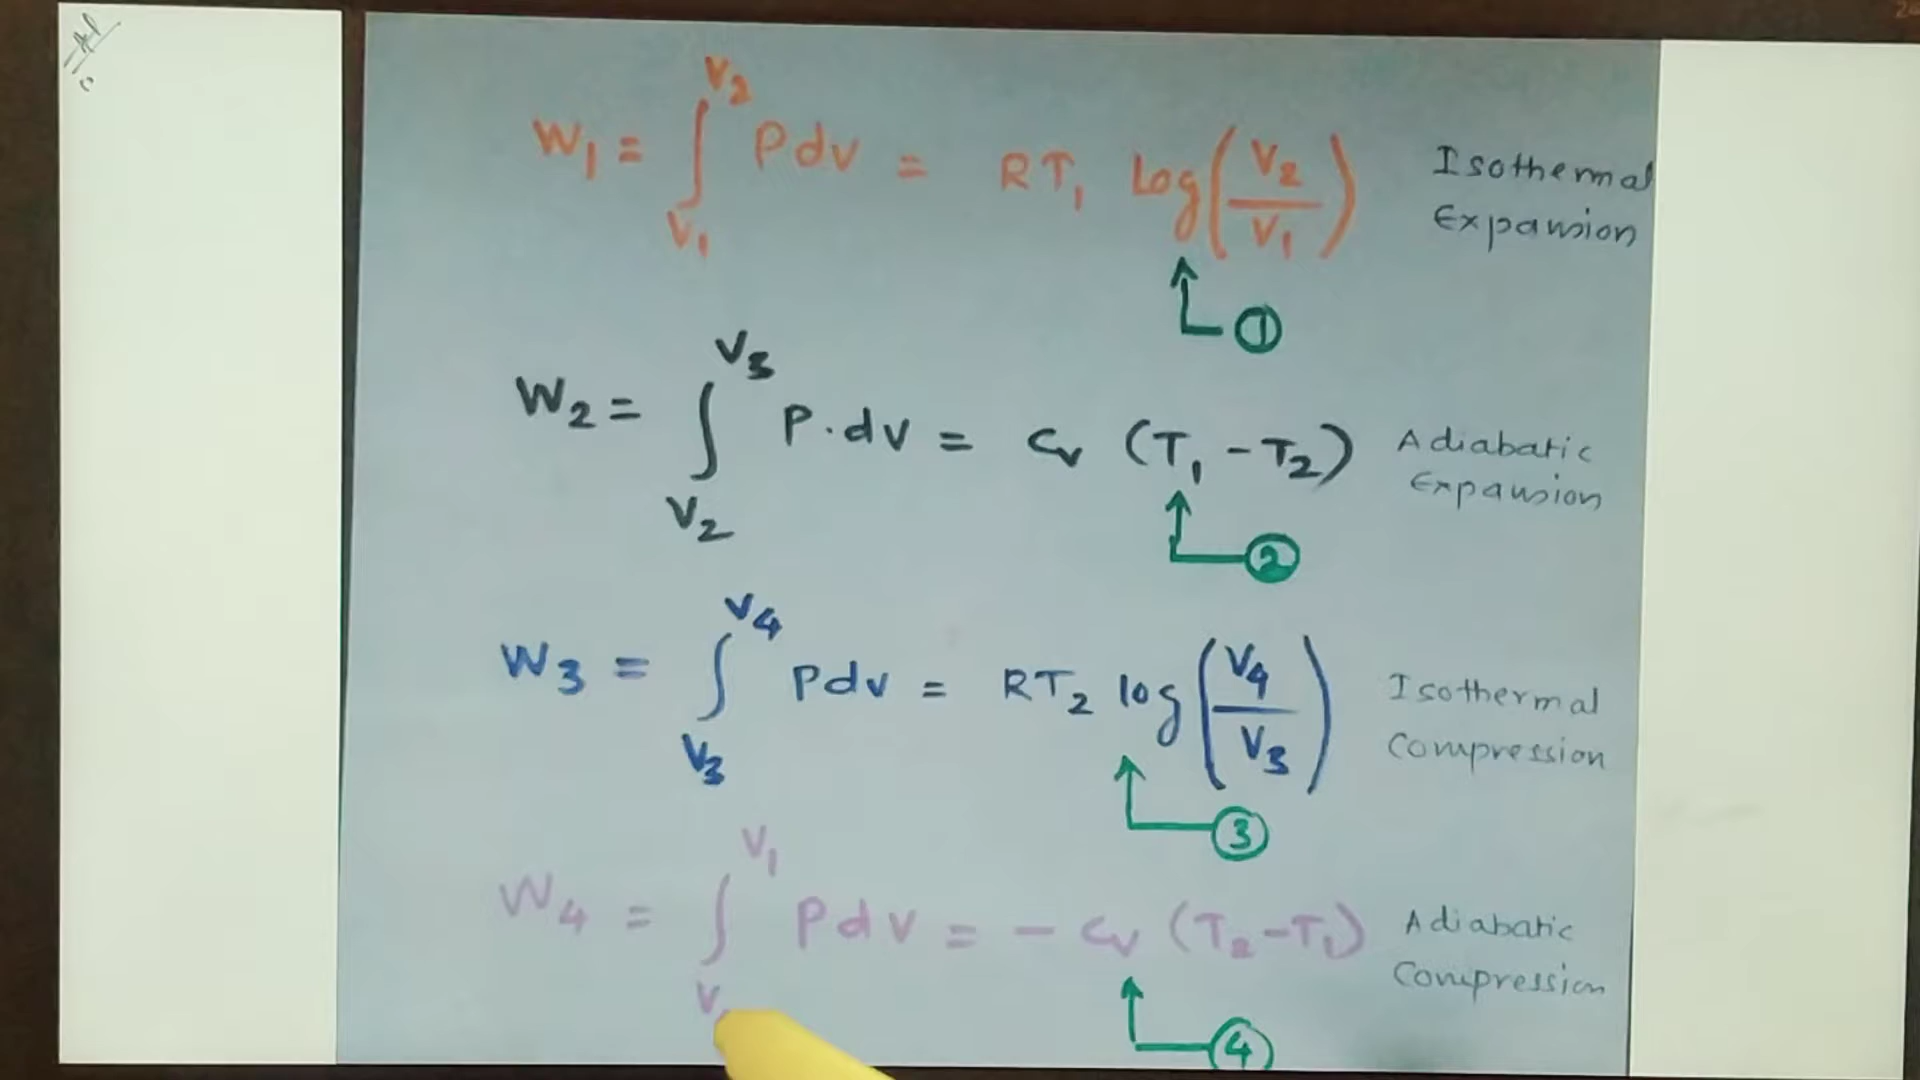 W₁ = ∫_{V₁}^{V₂} P dv = RT₁ Log(V₂/V₁) Isothermal Expansion
①
W₂ = ∫_{V₂}^{V₃} P.dv = Cv (T₁ - T₂) Adiabatic Expansion
②
W₃ = ∫_{V₃}^{V₄} Pdv = RT₂ log(V₄/V₃) Isothermal Compression
③
W₄ = ∫_{V}^{V₁} Pdv = - Cv (T₂ - T₁) Adiabatic Compression
④